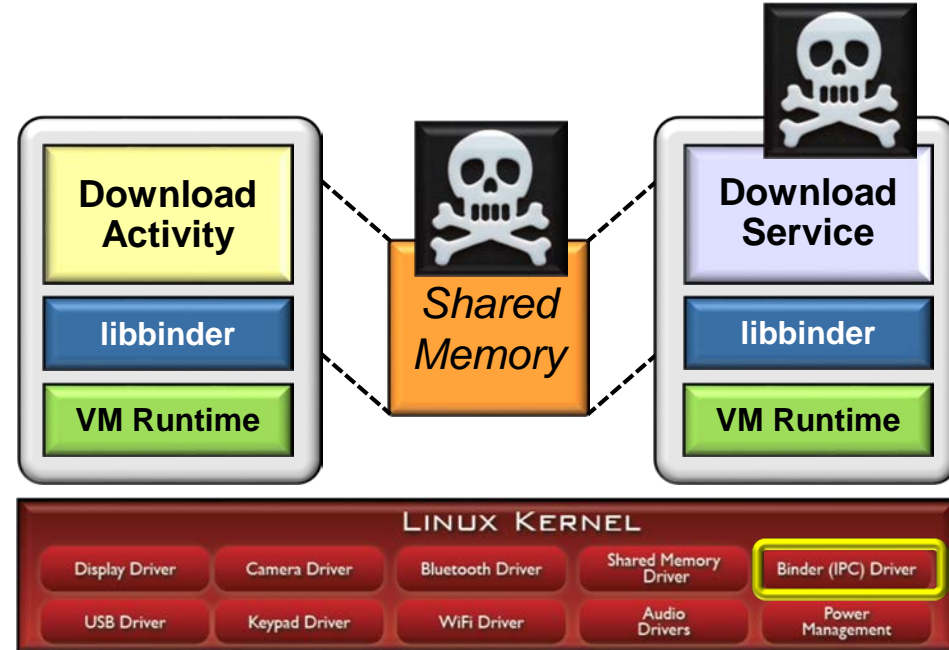 Download
Activity
libbinder
VM Runtime
Shared
Memory
Download
Service
libbinder
VM Runtime
LINUX KERNEL
Display Driver
Camera Driver
Bluetooth Driver
Shared Memory
Driver
Binder (IPC) Driver
USB Driver
Keypad Driver
WiFi Driver
Audio
Drivers
Power
Management